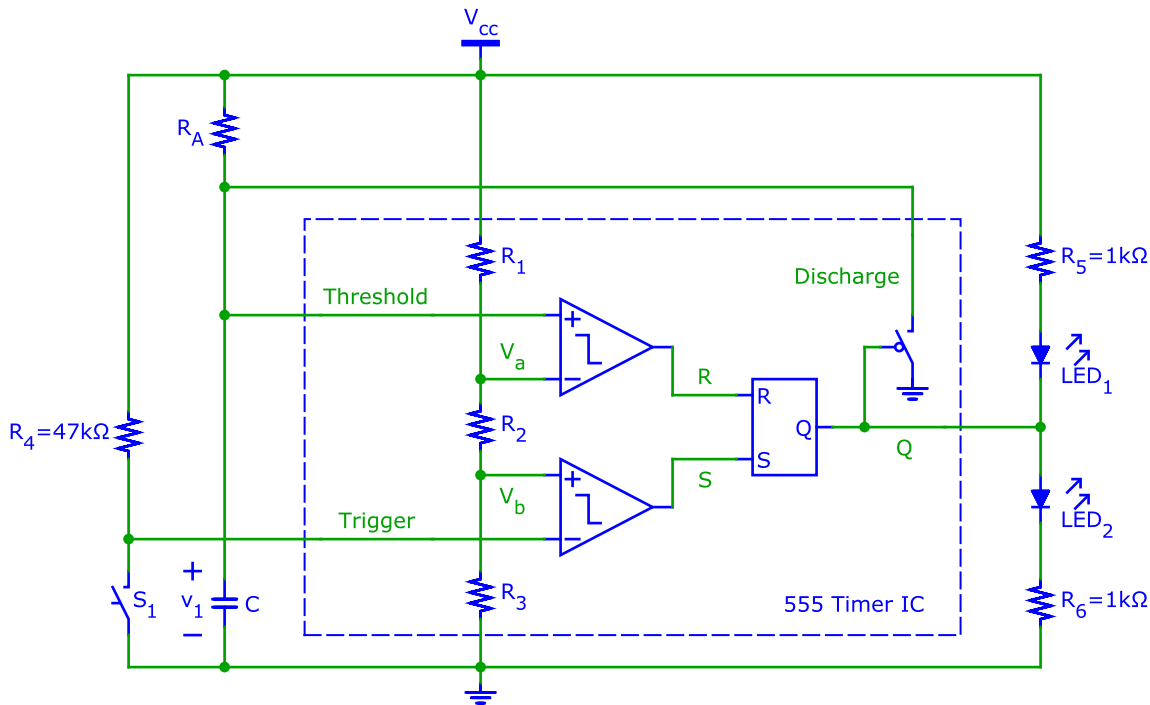 Vcc
RA
R1
R5=1kΩ
Discharge
Threshold
+
Va
−
R
R
LED1
R4=47kΩ
R2
Q
Q
S
S
+
Vb
Trigger
−
LED2
+
S1
v1
C
−
R3
555 Timer IC
R6=1kΩ